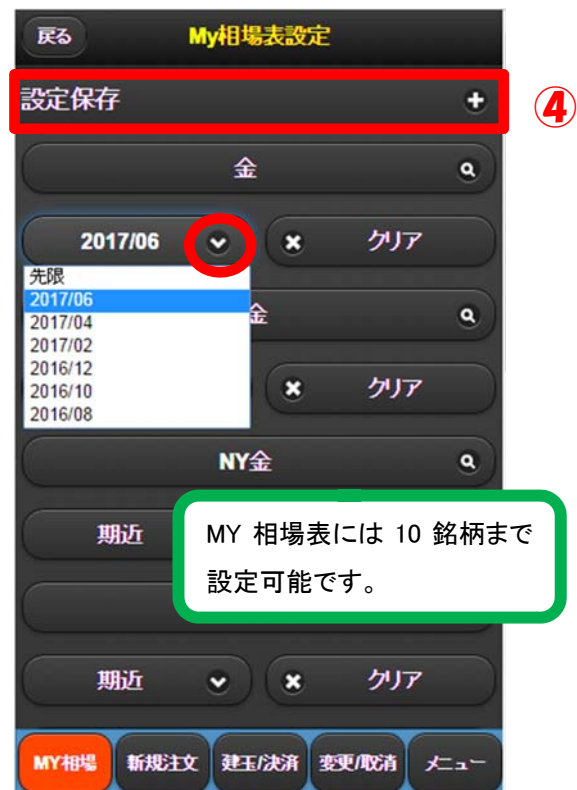 戻る My相場表設定
設定保存
④
金
2017/06 クリア
先限
2017/06
2017/04
2017/02
2016/12
2016/10
2016/08
金
クリア
NY金
期近
MY 相場表には 10 銘柄まで
設定可能です。
期近 クリア
MY相場 新規注文 建玉/決済 変更/取消 メニュー